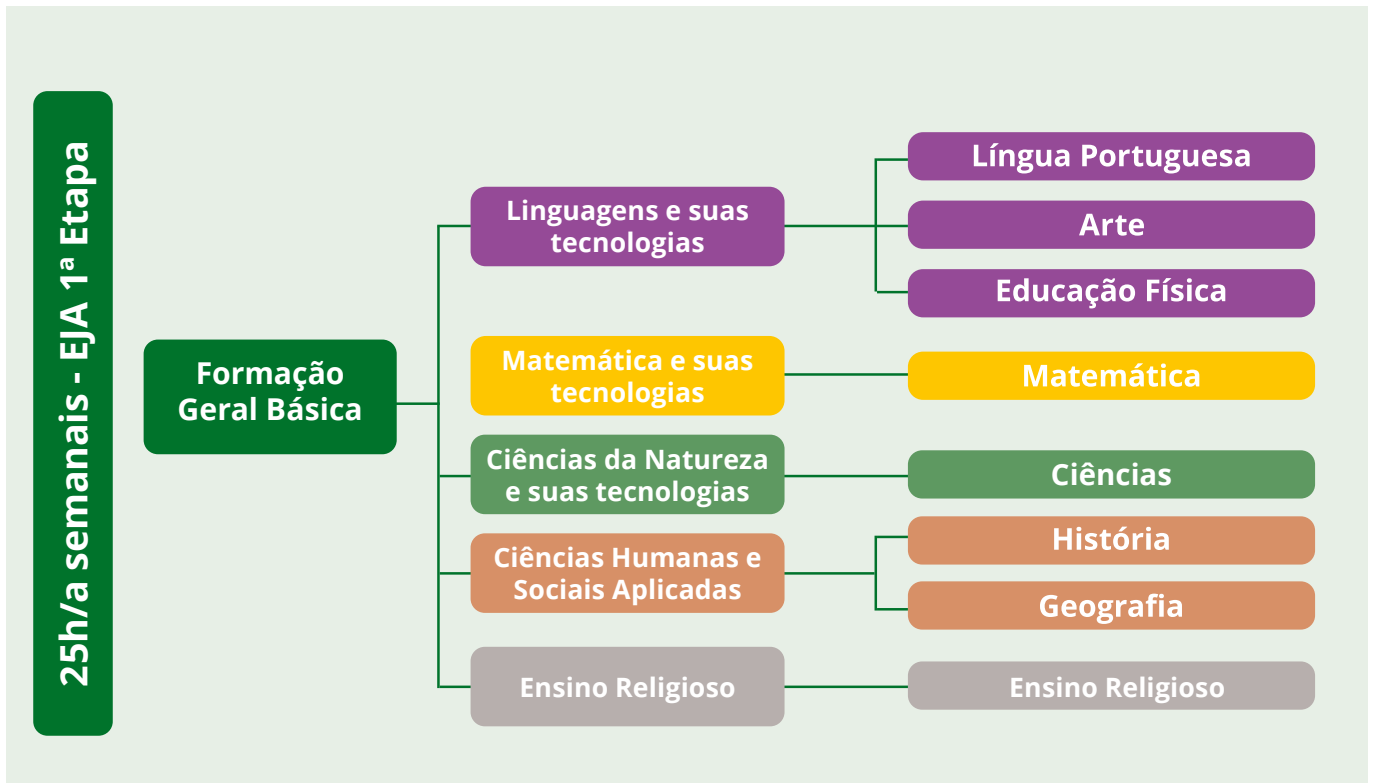 25h/a semanais - EJA 1ª Etapa
Formação
Geral Básica
Linguagens e suas
tecnologias
Língua Portuguesa
Arte
Educação Física
Matemática e suas
tecnologias
Matemática
Ciências da Natureza
e suas tecnologias
Ciências
Ciências Humanas e
Sociais Aplicadas
História
Geografia
Ensino Religioso
Ensino Religioso